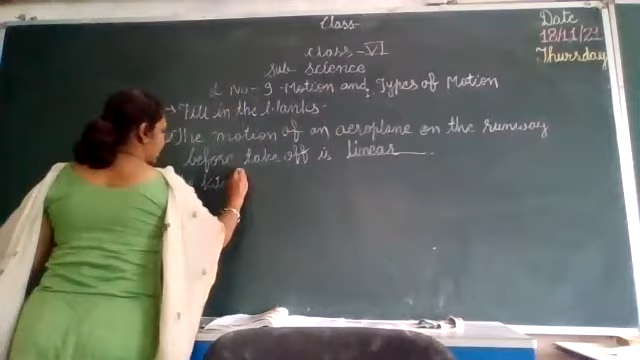 Class-
Date
18/11/21
Thursday
Class-VI
Sub- Science
L No- 9 Motion and Types of Motion
→ Fill in the blanks-
The motion of an aeroplane on the runway
before take off is linear.